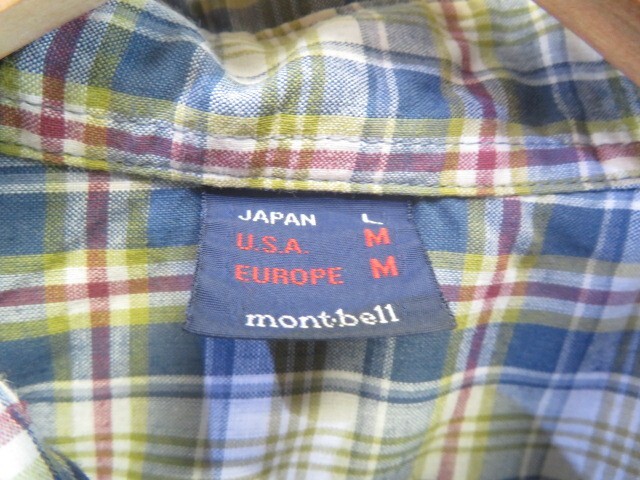 JAPAN L
U.S.A. M
EUROPE M
mont·bell